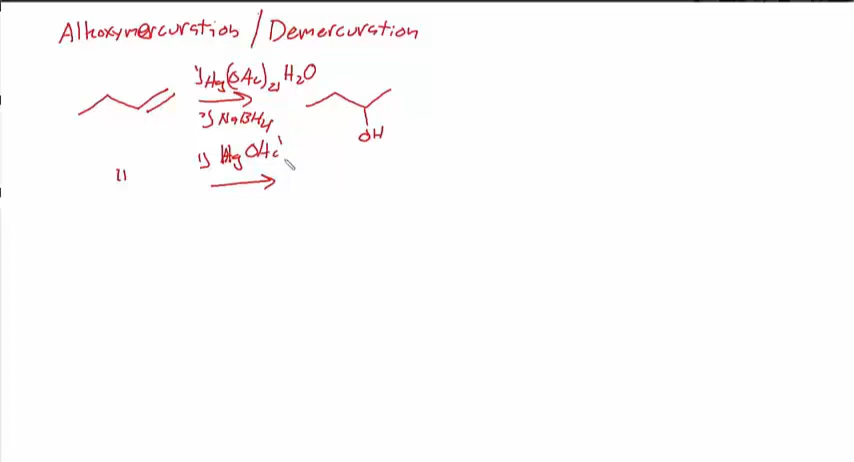 Alkoxymercuration / Demercuration
1) Hg(OAc)2, H2O
2) NaBH4
OH
1) Hg OAc
"